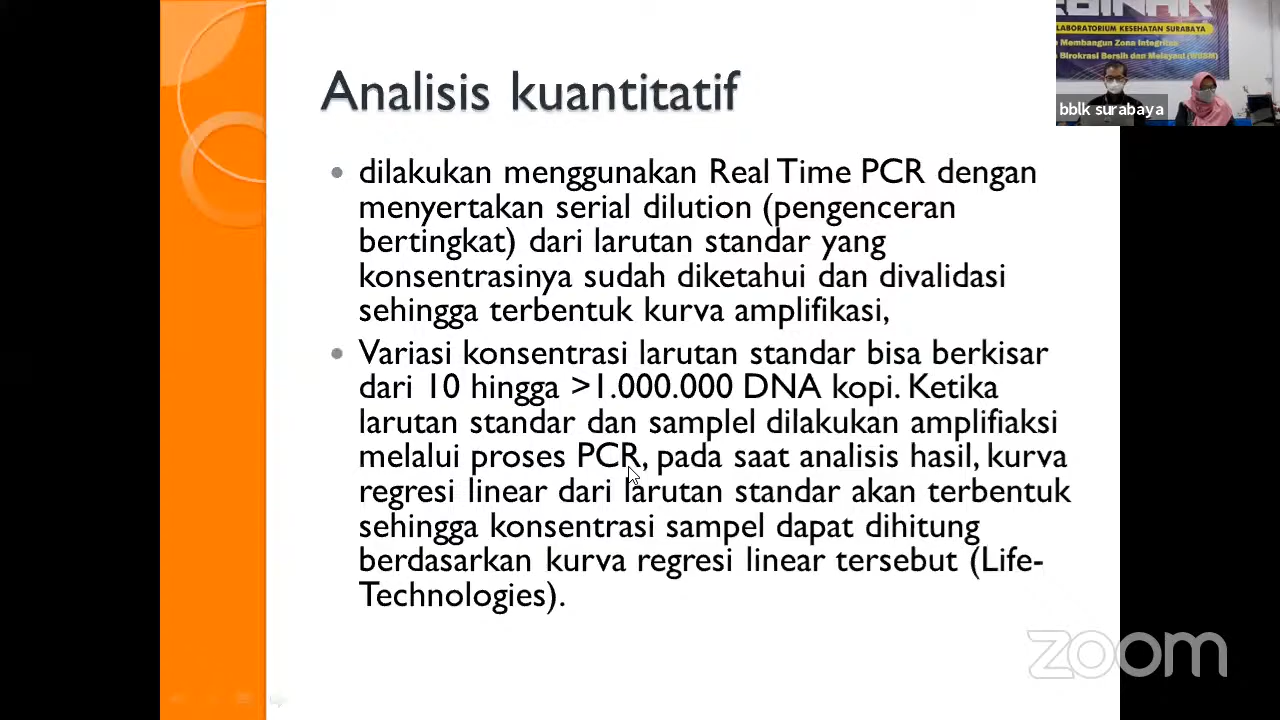 Analisis kuantitatif
dilakukan menggunakan Real Time PCR dengan
menyertakan serial dilution (pengenceran
bertingkat) dari larutan standar yang
konsentrasinya sudah diketahui dan divalidasi
sehingga terbentuk kurva amplifikasi,
Variasi konsentrasi larutan standar bisa berkisar
dari 10 hingga >1.000.000 DNA kopi. Ketika
larutan standar dan samplel dilakukan amplifiaksi
melalui proses PCR, pada saat analisis hasil, kurva
regresi linear dari larutan standar akan terbentuk
sehingga konsentrasi sampel dapat dihitung
berdasarkan kurva regresi linear tersebut (Life-
Technologies).
LABORATORIUM KESEHATAN SURABAYA
Membangun Zona Integritas
Birokrasi Bersih dan Melayani
bblk surabaya
zoom